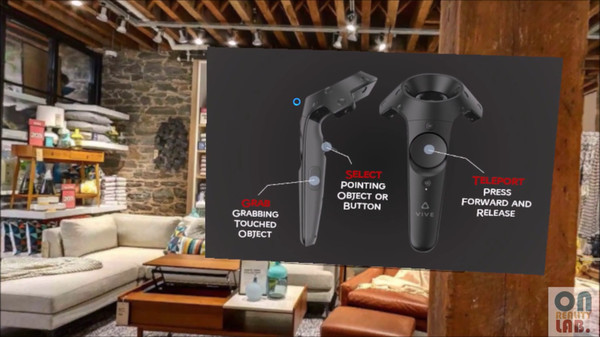 GRAB
GRABBING
TOUCHED
OBJECT
SELECT
POINTING
OBJECT OR
BUTTON
TELEPORT
PRESS
FORWARD AND
RELEASE
VIVE
ON
REALITY
LAB.